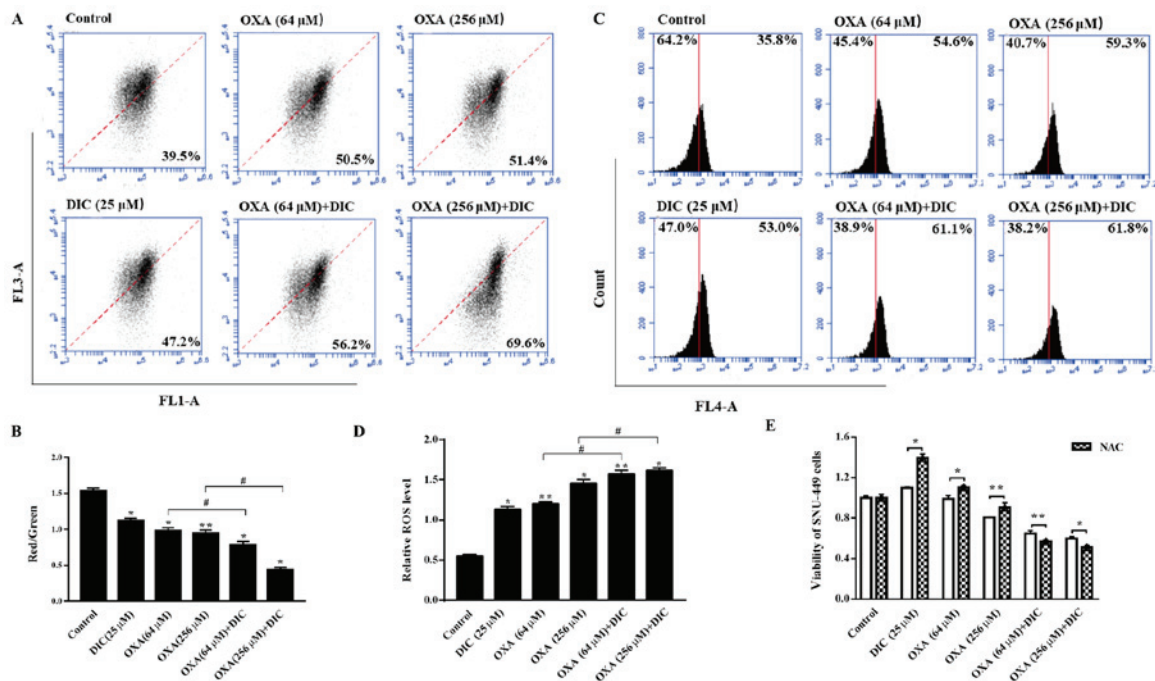 A
Control
OXA (64 μM)
OXA (256 μM)
39.5%
50.5%
51.4%
DIC (25 μM)
OXA (64 μM)+DIC
OXA (256 μM)+DIC
47.2%
56.2%
69.6%
FL3-A
FL1-A
C
Control
OXA (64 μM)
OXA (256 μM)
64.2% 35.8%
45.4% 54.6%
40.7% 59.3%
DIC (25 μM)
OXA (64 μM)+DIC
OXA (256 μM)+DIC
47.0% 53.0%
38.9% 61.1%
38.2% 61.8%
Count
FL4-A
B
Red/Green
2.0
1.5
1.0
0.5
0.0
* * ** * *
# #
Control
DIC(25 μM)
OXA(64 μM)
OXA(256 μM)
OXA(64 μM)+DIC
OXA(256 μM)+DIC
D
Relative ROS level
2.0
1.5
1.0
0.5
0.0
* ** * ** *
# #
Control
DIC (25 μM)
OXA (64 μM)
OXA (256 μM)
OXA (64 μM)+DIC
OXA (256 μM)+DIC
E
NAC
Viability of SNU-449 cells
1.6
1.2
0.8
0.4
0.0
* * ** ** *
Control
DIC (25 μM)
OXA (64 μM)
OXA (256 μM)
OXA (64 μM)+DIC
OXA (256 μM)+DIC